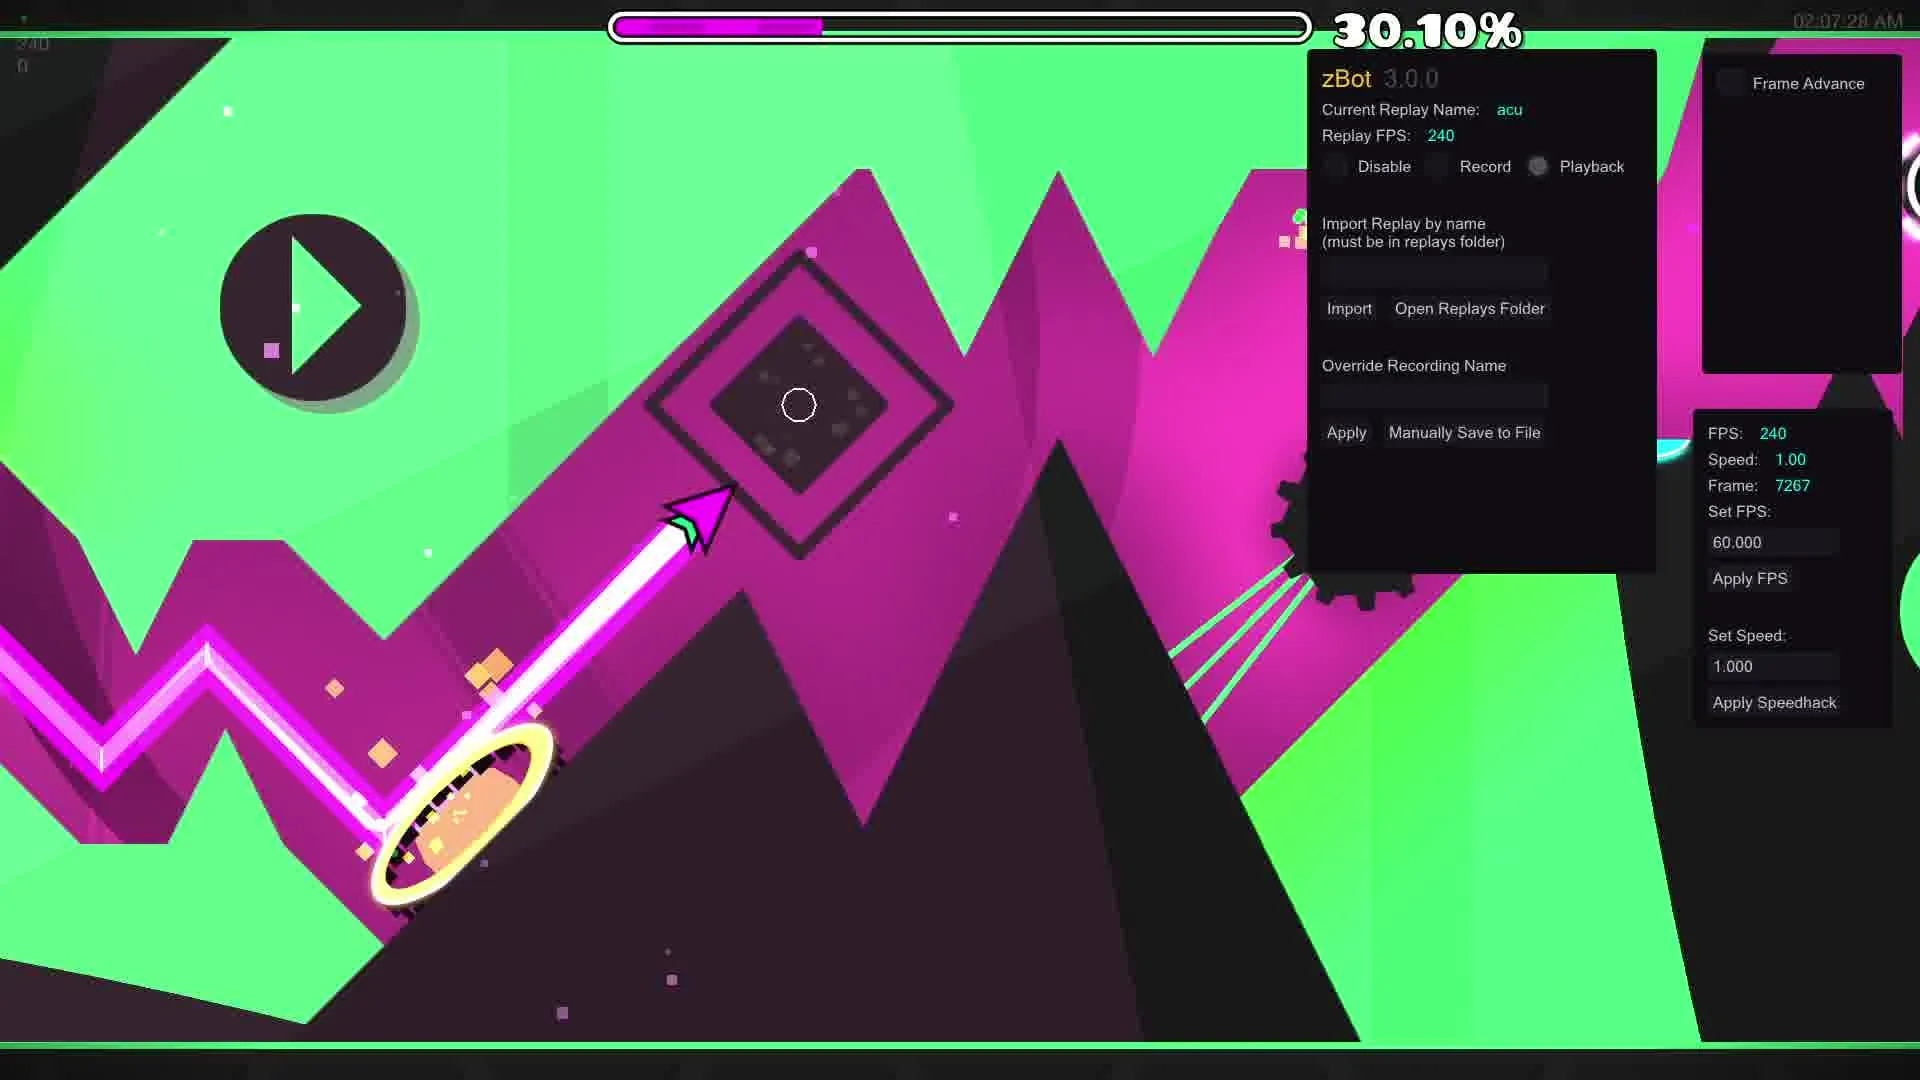 30.10%
02:07:28 AM
240
0
zBot 3.0.0
Current Replay Name: acu
Replay FPS: 240
Disable Record Playback
Import Replay by name
(must be in replays folder)
Import Open Replays Folder
Override Recording Name
Apply Manually Save to File
Frame Advance
FPS: 240
Speed: 1.00
Frame: 7267
Set FPS:
60.000
Apply FPS
Set Speed:
1.000
Apply Speedhack